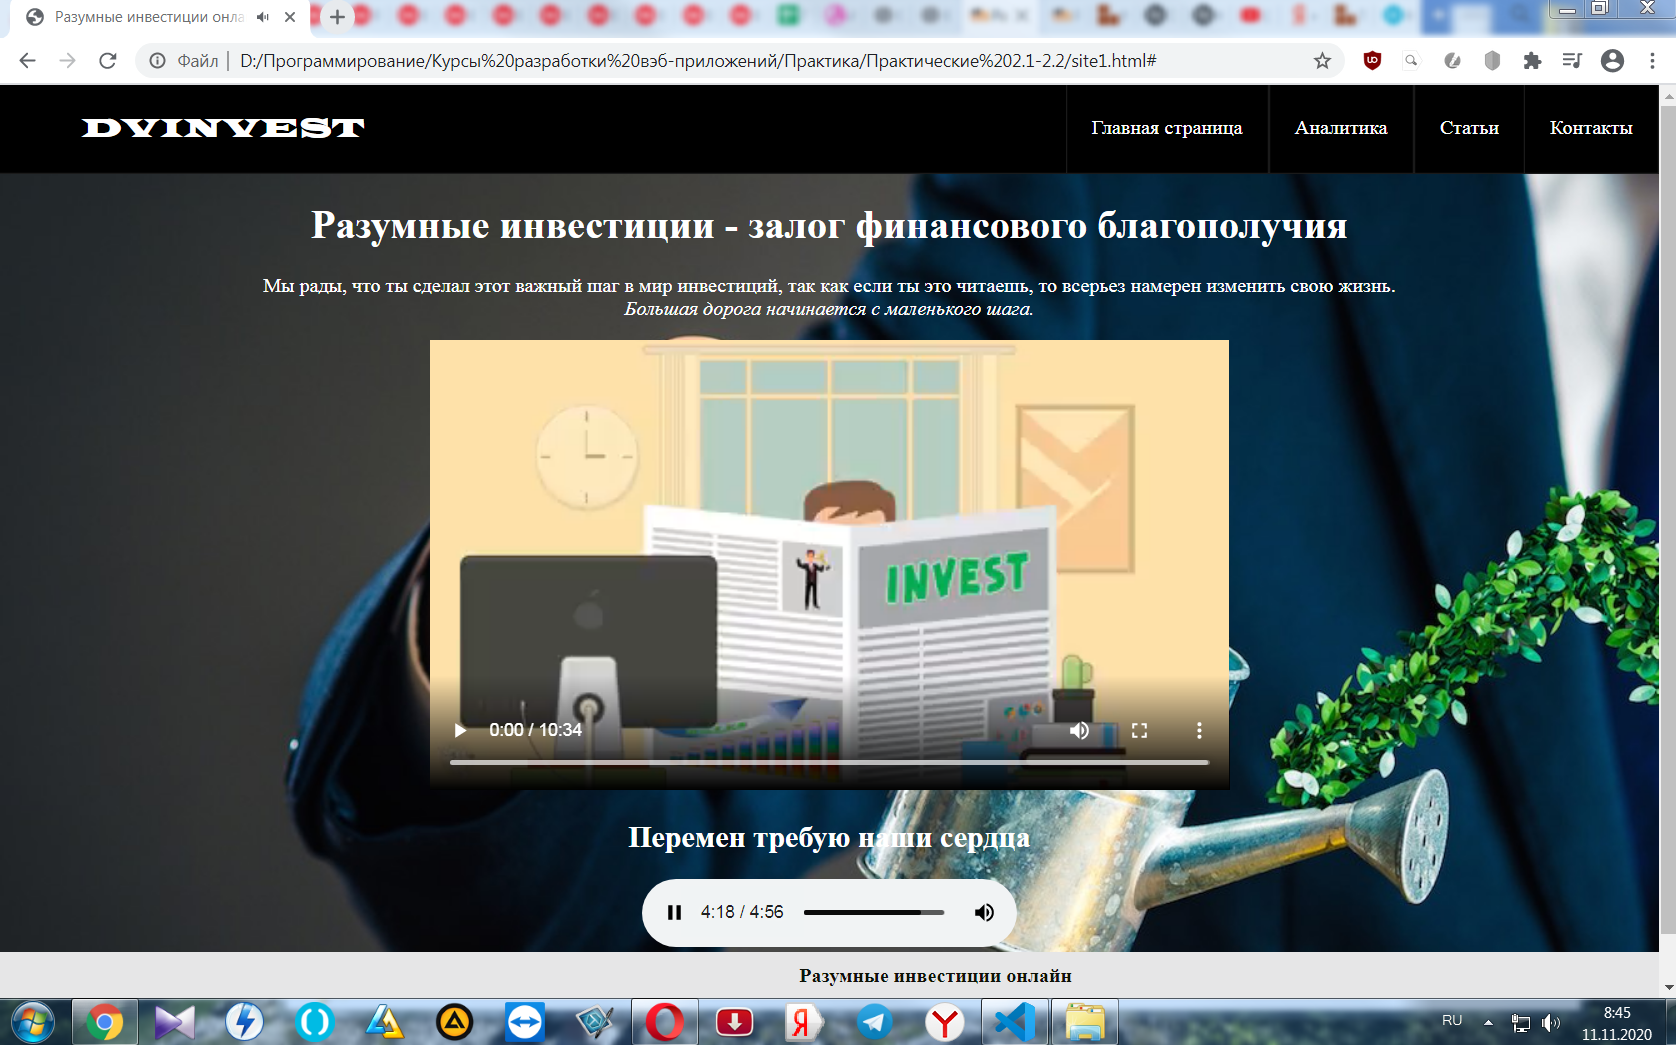 Разумные инвестиции онла
Файл | D:/Программирование/Курсы%20разработки%20вэб-приложений/Практика/Практические%202.1-2.2/site1.html#
DVINVEST
Главная страница
Аналитика
Статьи
Контакты
Разумные инвестиции - залог финансового благополучия
Мы рады, что ты сделал этот важный шаг в мир инвестиций, так как если ты это читаешь, то всерьез намерен изменить свою жизнь.
Большая дорога начинается с маленького шага.
INVEST
0:00 / 10:34
Перемен требую наши сердца
4:18 / 4:56
Разумные инвестиции онлайн
RU
8:45
11.11.2020